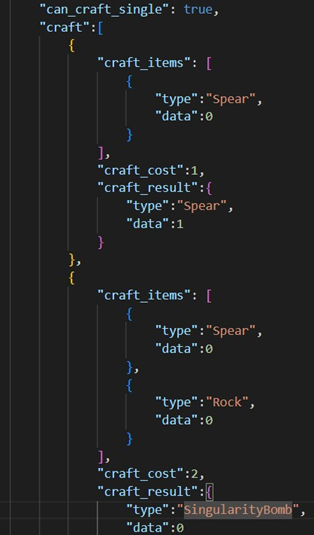 "can_craft_single": true,
"craft":[
{
"craft_items": [
{
"type":"Spear",
"data":0
}
],
"craft_cost":1,
"craft_result":{
"type":"Spear",
"data":1
}
},
{
"craft_items": [
{
"type":"Spear",
"data":0
},
{
"type":"Rock",
"data":0
}
],
"craft_cost":2,
"craft_result":{
"type":"SingularityBomb",
"data":0